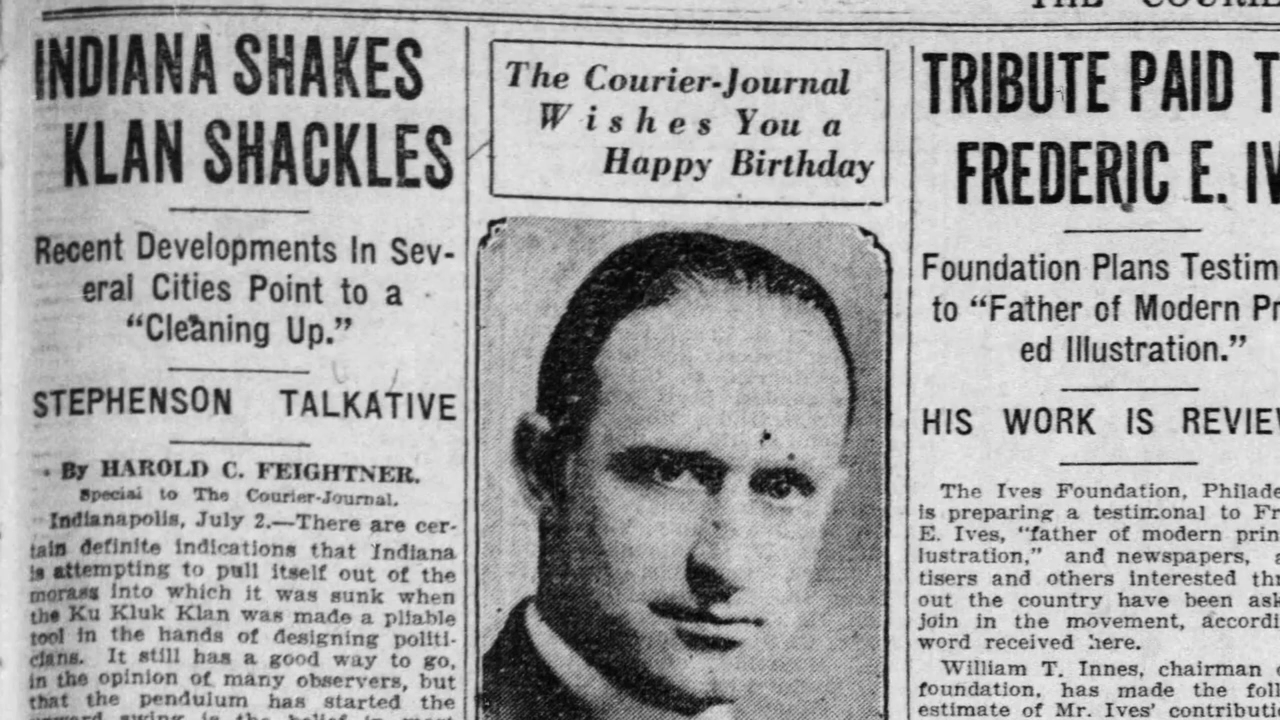 INDIANA SHAKES
KLAN SHACKLES
Recent Developments In Sev-
eral Cities Point to a
"Cleaning Up."
STEPHENSON TALKATIVE
By HAROLD C. FEIGHTNER.
Special to The Courier-Journal.
Indianapolis, July 2.—There are cer-
tain definite indications that Indiana
is attempting to pull itself out of the
morass into which it was sunk when
the Ku Kluk Klan was made a pliable
tool in the hands of designing politi-
cians. It still has a good way to go,
in the opinion of many observers, but
that the pendulum has started the
The Courier-Journal
Wishes You a
Happy Birthday
TRIBUTE PAID T
FREDERIC E. IV
Foundation Plans Testim
to "Father of Modern Pr
ed Illustration."
HIS WORK IS REVIEW
The Ives Foundation, Philade
is preparing a testimonal to Fr
E. Ives, "father of modern prin
lustration," and newspapers, a
tisers and others interested thr
out the country have been ask
join in the movement, accordi
word received here.
William T. Innes, chairman o
foundation, has made the foll
estimate of Mr. Ives' contributi